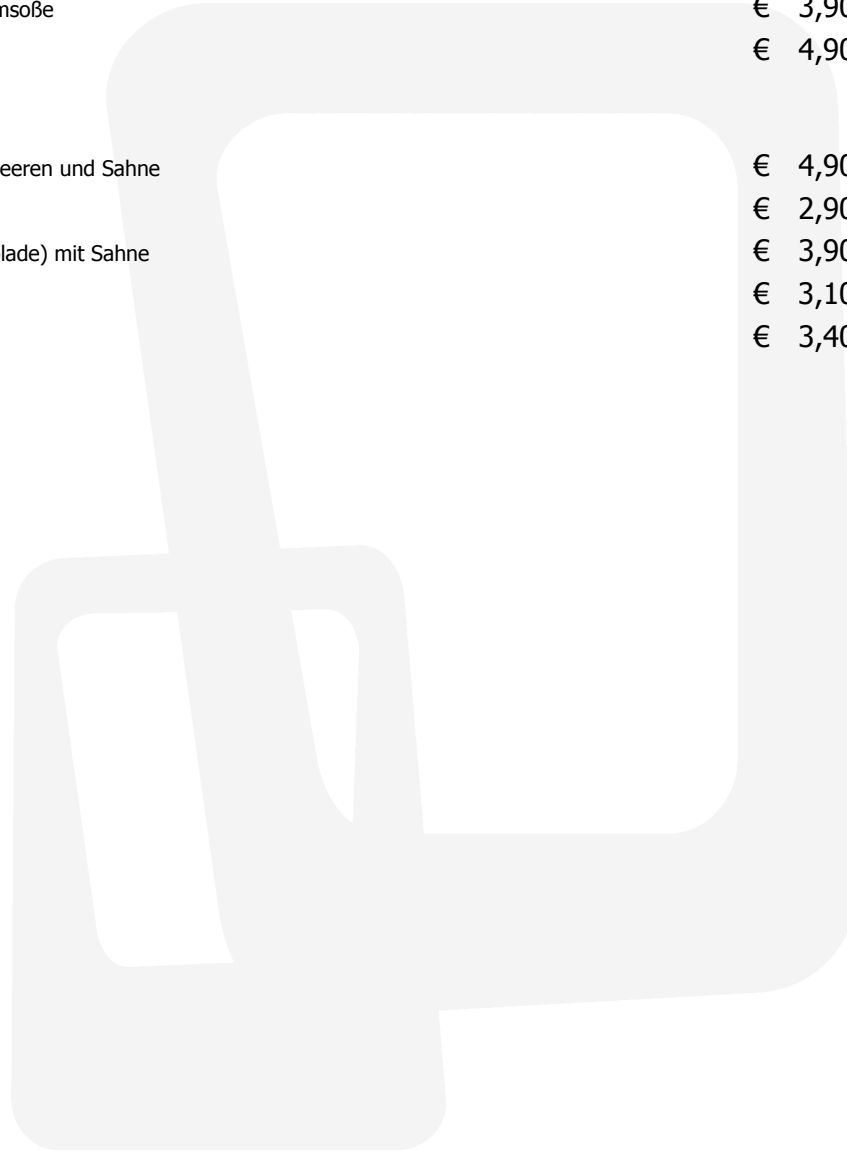 msoße € 3,90
€ 4,90
eeren und Sahne € 4,90
€ 2,90
lade) mit Sahne € 3,90
€ 3,10
€ 3,40